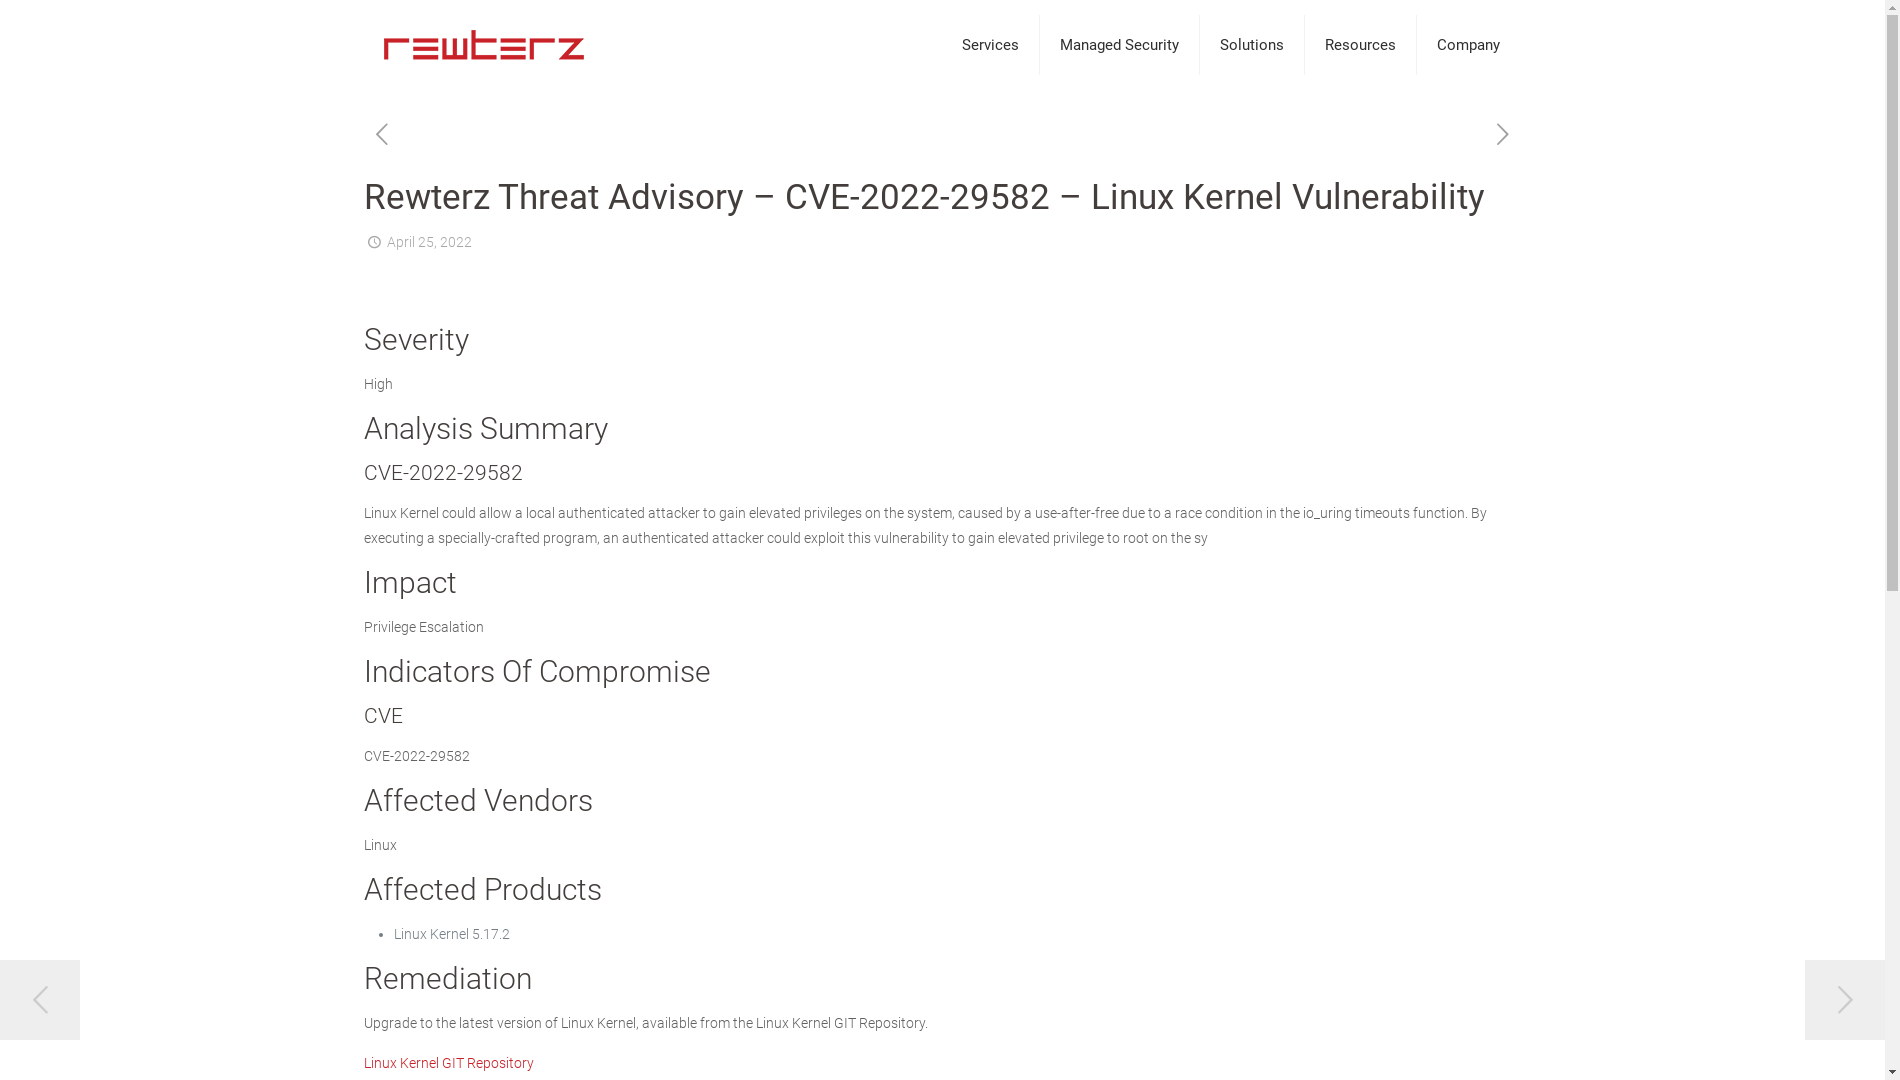 rewterz
Services
Managed Security
Solutions
Resources
Company
Rewterz Threat Advisory – CVE-2022-29582 – Linux Kernel Vulnerability
April 25, 2022
Severity
High
Analysis Summary
CVE-2022-29582
Linux Kernel could allow a local authenticated attacker to gain elevated privileges on the system, caused by a use-after-free due to a race condition in the io_uring timeouts function. By
executing a specially-crafted program, an authenticated attacker could exploit this vulnerability to gain elevated privilege to root on the sy
Impact
Privilege Escalation
Indicators Of Compromise
CVE
CVE-2022-29582
Affected Vendors
Linux
Affected Products
• Linux Kernel 5.17.2
Remediation
Upgrade to the latest version of Linux Kernel, available from the Linux Kernel GIT Repository.
Linux Kernel GIT Repository